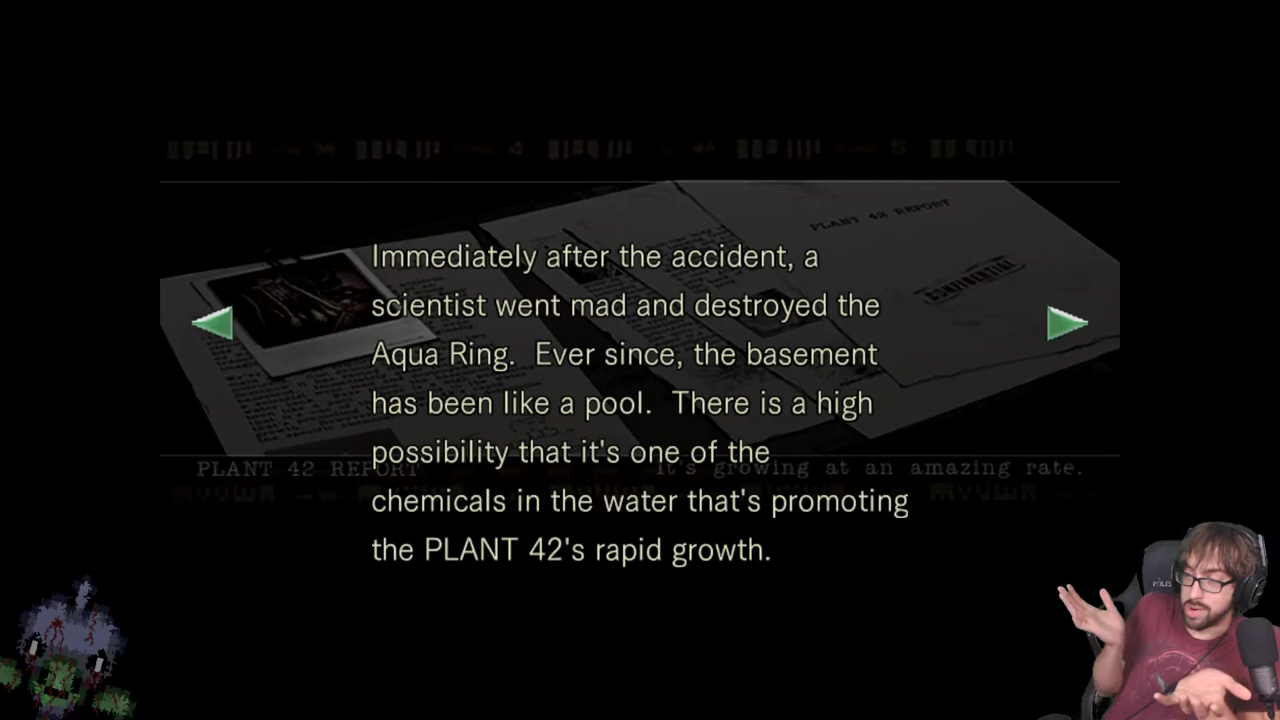 PLANT 42 REPORT
CONFIDENTIAL
Immediately after the accident, a
scientist went mad and destroyed the
Aqua Ring.  Ever since, the basement
has been like a pool.  There is a high
possibility that it's one of the
chemicals in the water that's promoting
the PLANT 42's rapid growth.
PLANT 42 REPORT
it's growing at an amazing rate.